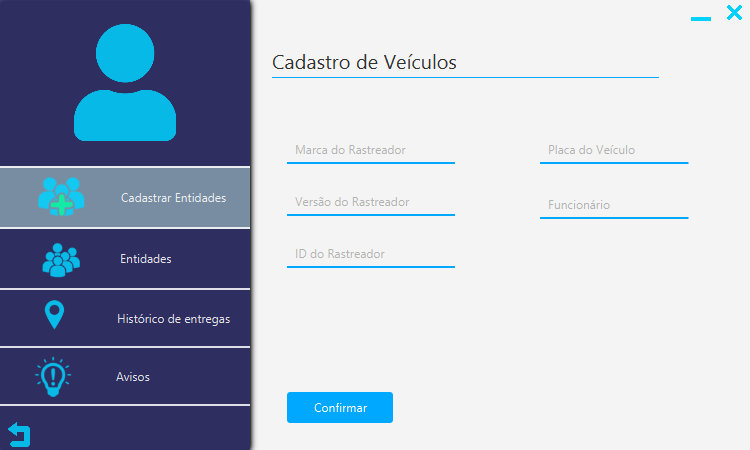 Cadastrar Entidades
Entidades
Histórico de entregas
Avisos
Cadastro de Veículos
Marca do Rastreador
Placa do Veículo
Versão do Rastreador
Funcionário
ID do Rastreador
Confirmar